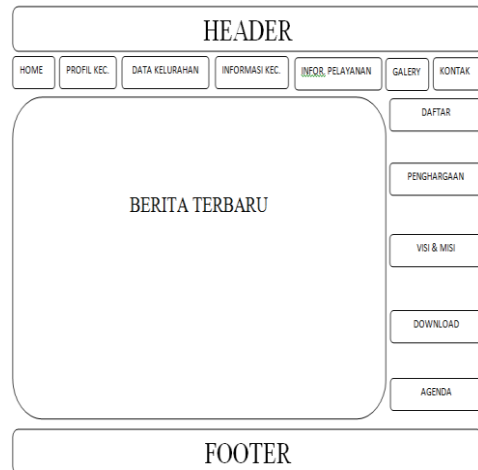 HEADER
HOME PROFIL KEC. DATA KELURAHAN INFORMASI KEC. INFOR. PELAYANAN GALERY KONTAK
DAFTAR
PENGHARGAAN
BERITA TERBARU
VISI & MISI
DOWNLOAD
AGENDA
FOOTER